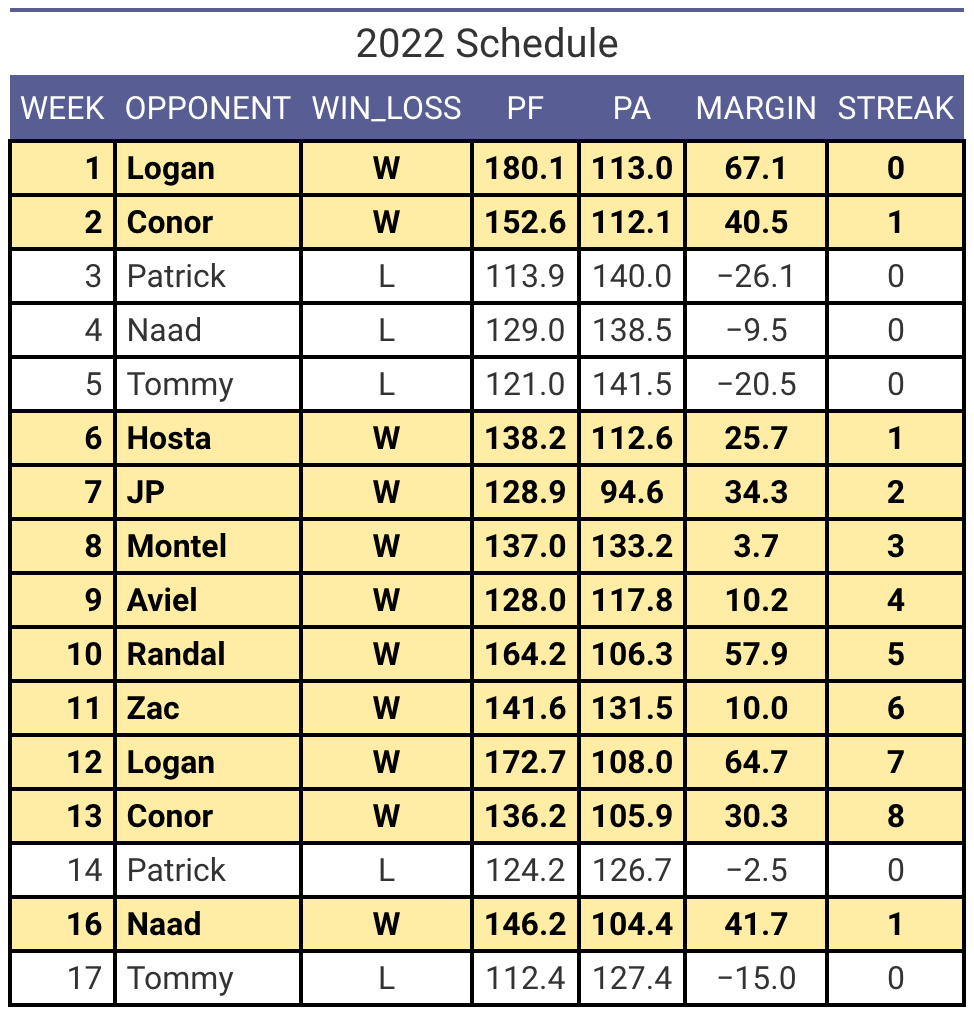 2022 Schedule
WEEK OPPONENT WIN_LOSS PF PA MARGIN STREAK
1 Logan W 180.1 113.0 67.1 0
2 Conor W 152.6 112.1 40.5 1
3 Patrick L 113.9 140.0 −26.1 0
4 Naad L 129.0 138.5 −9.5 0
5 Tommy L 121.0 141.5 −20.5 0
6 Hosta W 138.2 112.6 25.7 1
7 JP W 128.9 94.6 34.3 2
8 Montel W 137.0 133.2 3.7 3
9 Aviel W 128.0 117.8 10.2 4
10 Randal W 164.2 106.3 57.9 5
11 Zac W 141.6 131.5 10.0 6
12 Logan W 172.7 108.0 64.7 7
13 Conor W 136.2 105.9 30.3 8
14 Patrick L 124.2 126.7 −2.5 0
16 Naad W 146.2 104.4 41.7 1
17 Tommy L 112.4 127.4 −15.0 0